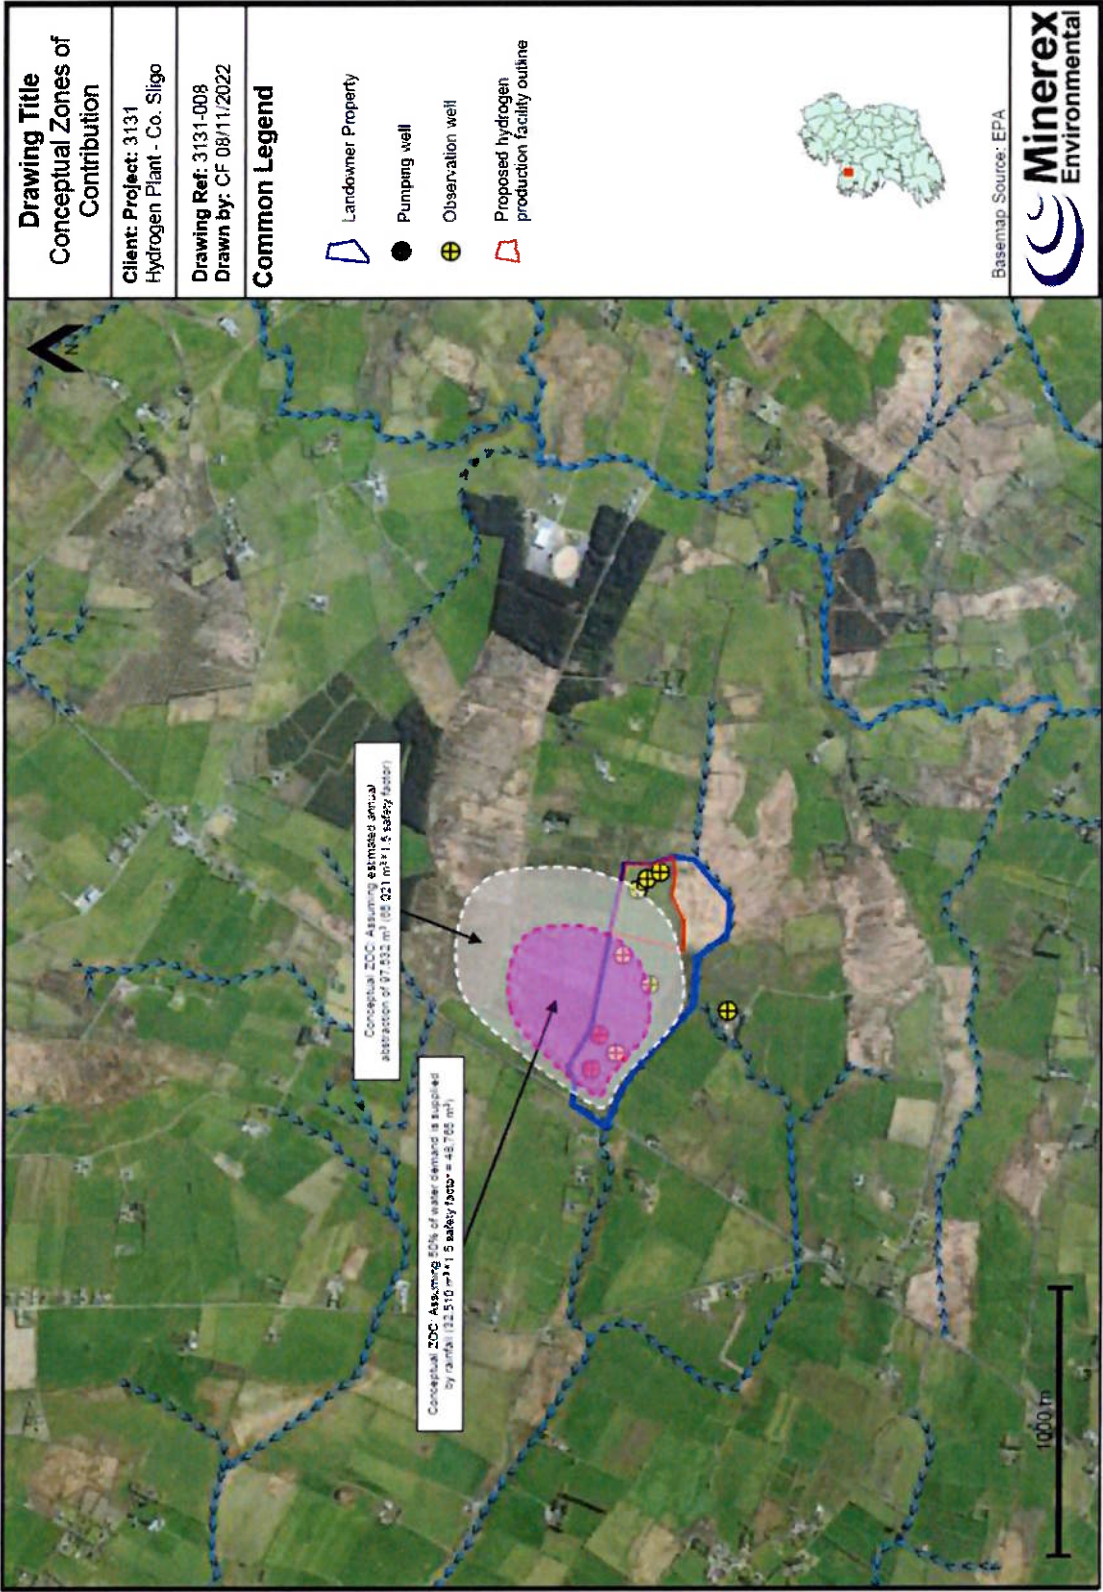 Drawing Title
Conceptual Zones of
Contribution
Client: Project: 3131
Hydrogen Plant - Co. Sligo
Drawing Ref: 3131-008
Drawn by: CF 08/11/2022
Common Legend
Landowner Property
Pumping well
Observation well
Proposed hydrogen
production facility outline
Basemap Source: EPA
Minerex
Environmental
N
Conceptual ZOC: Assuming estimated annual
abstraction of 97,532 m³ (65 021 m³ * 1.5 safety factor)
Conceptual ZOC: Assuming 50% of water demand is supplied
by rainfall (32,510 m³ * 1.5 safety factor = 48,765 m³)
1000 m